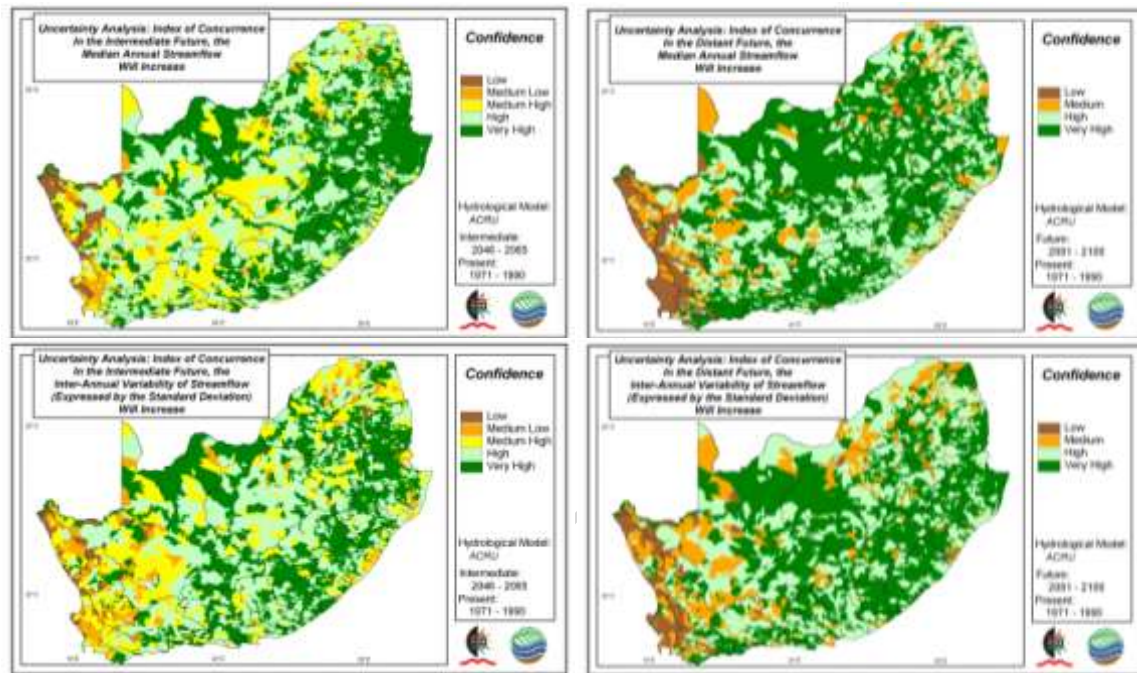 Uncertainty Analysis: Index of Concurrence
In the Intermediate Future, the
Median Annual Streamflow
Will Increase
Confidence
Low
Medium Low
Medium High
High
Very High
Hydrological Model:
ACRU
Intermediate:
2046 - 2065
Present:
1971 - 1990
Uncertainty Analysis: Index of Concurrence
In the Distant Future, the
Median Annual Streamflow
Will Increase
Confidence
Low
Medium
High
Very High
Hydrological Model:
ACRU
Future:
2081 - 2100
Present:
1971 - 1990
Uncertainty Analysis: Index of Concurrence
In the Intermediate Future, the
Inter-Annual Variability of Streamflow
(Expressed by the Standard Deviation)
Will Increase
Confidence
Low
Medium Low
Medium High
High
Very High
Hydrological Model:
ACRU
Intermediate:
2046 - 2065
Present:
1971 - 1990
Uncertainty Analysis: Index of Concurrence
In the Distant Future, the
Inter-Annual Variability of Streamflow
(Expressed by the Standard Deviation)
Will Increase
Confidence
Low
Medium
High
Very High
Hydrological Model:
ACRU
Future:
2081 - 2100
Present:
1971 - 1990